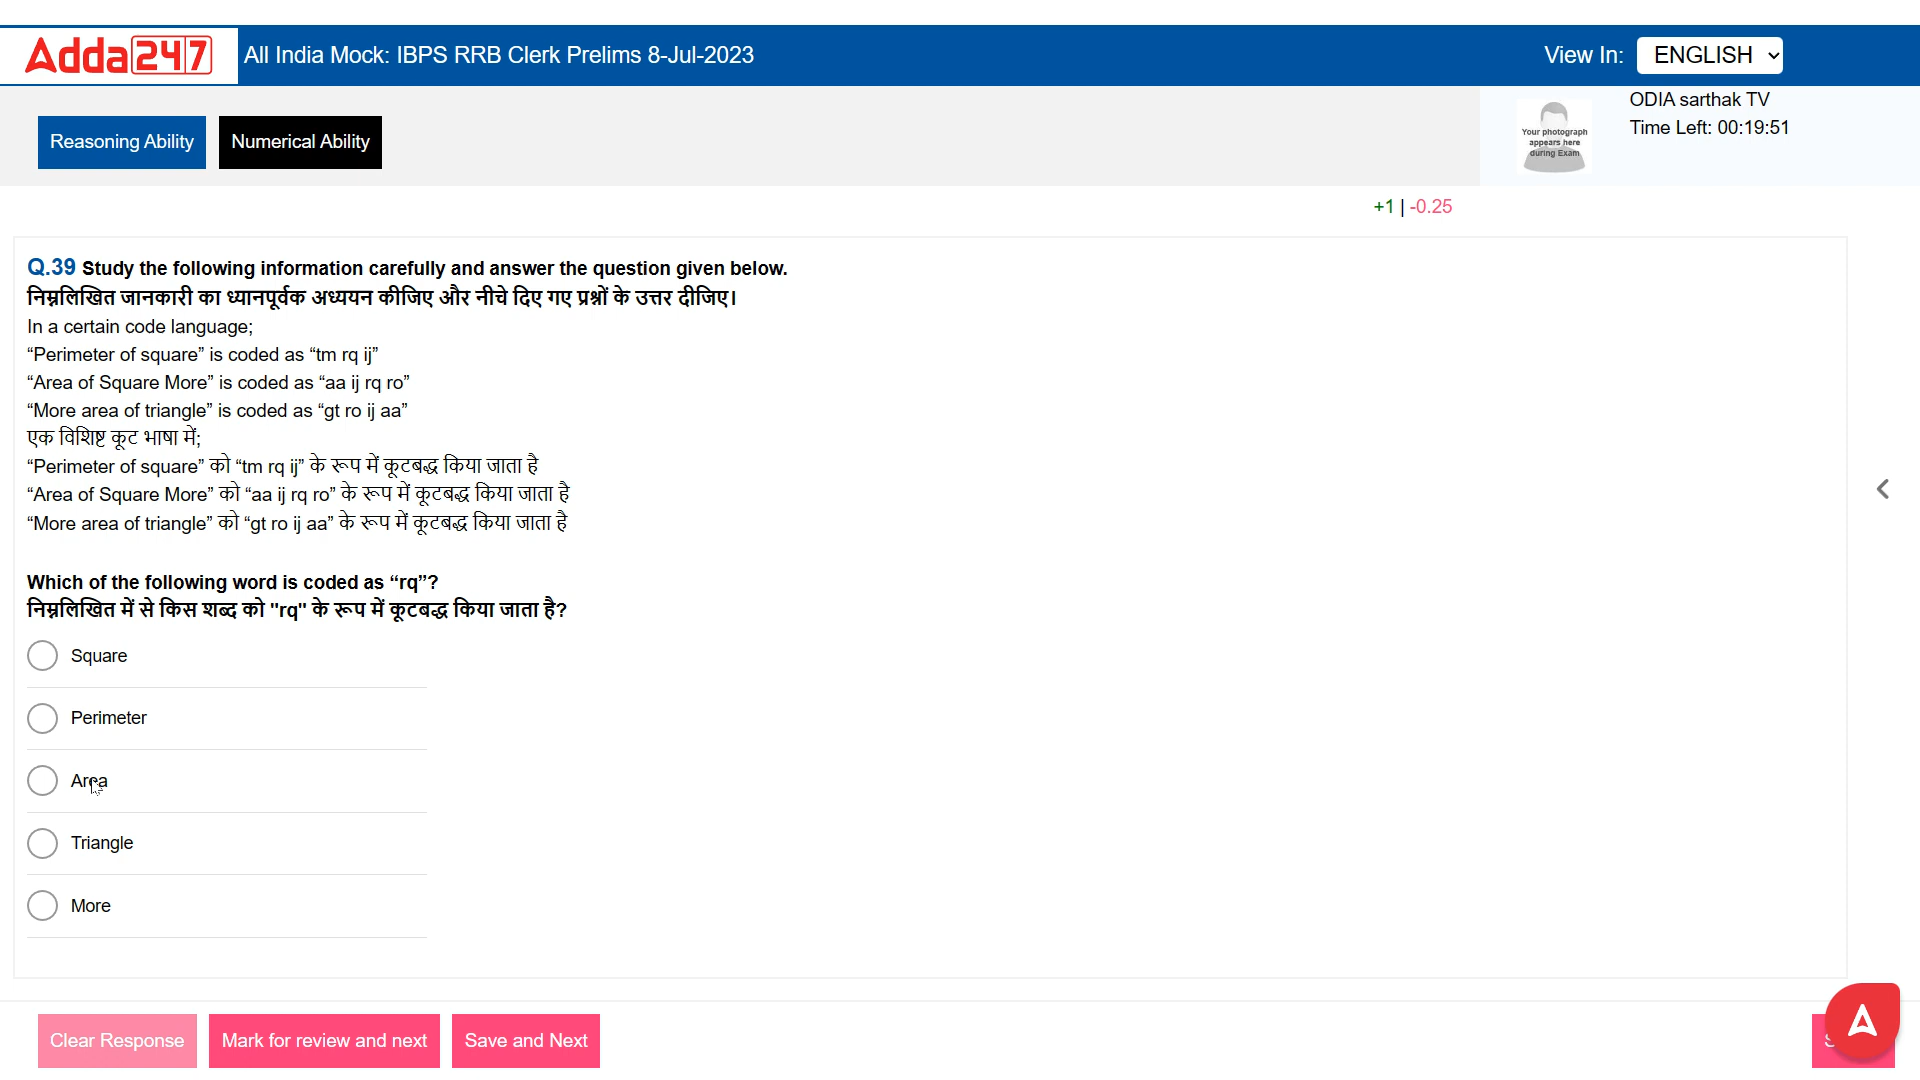 Adda247 All India Mock: IBPS RRB Clerk Prelims 8-Jul-2023 View In: ENGLISH
Reasoning Ability Numerical Ability
Your photograph
appears here
during Exam
ODIA sarthak TV
Time Left: 00:19:51
+1 | -0.25
Q.39 Study the following information carefully and answer the question given below.
निम्नलिखित जानकारी का ध्यानपूर्वक अध्ययन कीजिए और नीचे दिए गए प्रश्नों के उत्तर दीजिए।
In a certain code language;
“Perimeter of square” is coded as “tm rq ij”
“Area of Square More” is coded as “aa ij rq ro”
“More area of triangle” is coded as “gt ro ij aa”
एक विशिष्ट कूट भाषा में;
“Perimeter of square” को “tm rq ij” के रूप में कूटबद्ध किया जाता है
“Area of Square More” को “aa ij rq ro” के रूप में कूटबद्ध किया जाता है
“More area of triangle” को “gt ro ij aa” के रूप में कूटबद्ध किया जाता है
Which of the following word is coded as “rq”?
निम्नलिखित में से किस शब्द को "rq" के रूप में कूटबद्ध किया जाता है?
Square
Perimeter
Area
Triangle
More
Clear Response Mark for review and next Save and Next